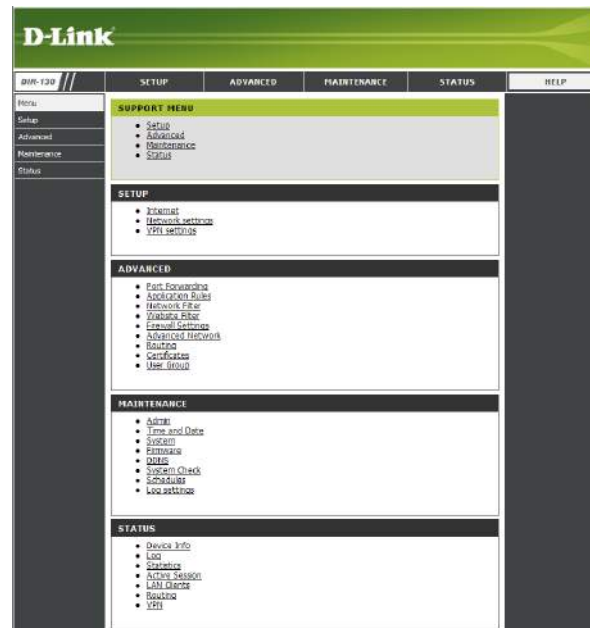 D-Link
DIR-130
SETUP
ADVANCED
MAINTENANCE
STATUS
HELP
Menu
Setup
Advanced
Maintenance
Status
SUPPORT MENU
Setup
Advanced
Maintenance
Status
SETUP
Internet
Network settings
VPN settings
ADVANCED
Port Forwarding
Application Rules
Network Filter
Website Filter
Firewall Settings
Advanced Network
Routing
Certificates
User Group
MAINTENANCE
Admin
Time and Date
System
Firmware
DDNS
System Check
Schedules
Log settings
STATUS
Device Info
Log
Statistics
Active Session
LAN Clients
Routing
VPN